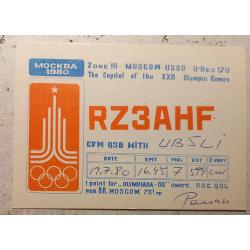 МОСКВА
1980
ZONE 16 - MOSCOW USSR U-REG 170
The Capital of the XXII Olympic Games
RZ3AHF
CFM QSO WITH UB5LI
DATE GMT MHz RST 2 WAY
17.7.80 16.45 7 599 CW
1 point for „OLYMPIADA-80" award. PSE QSL
POB 88, MOSCOW. 73!